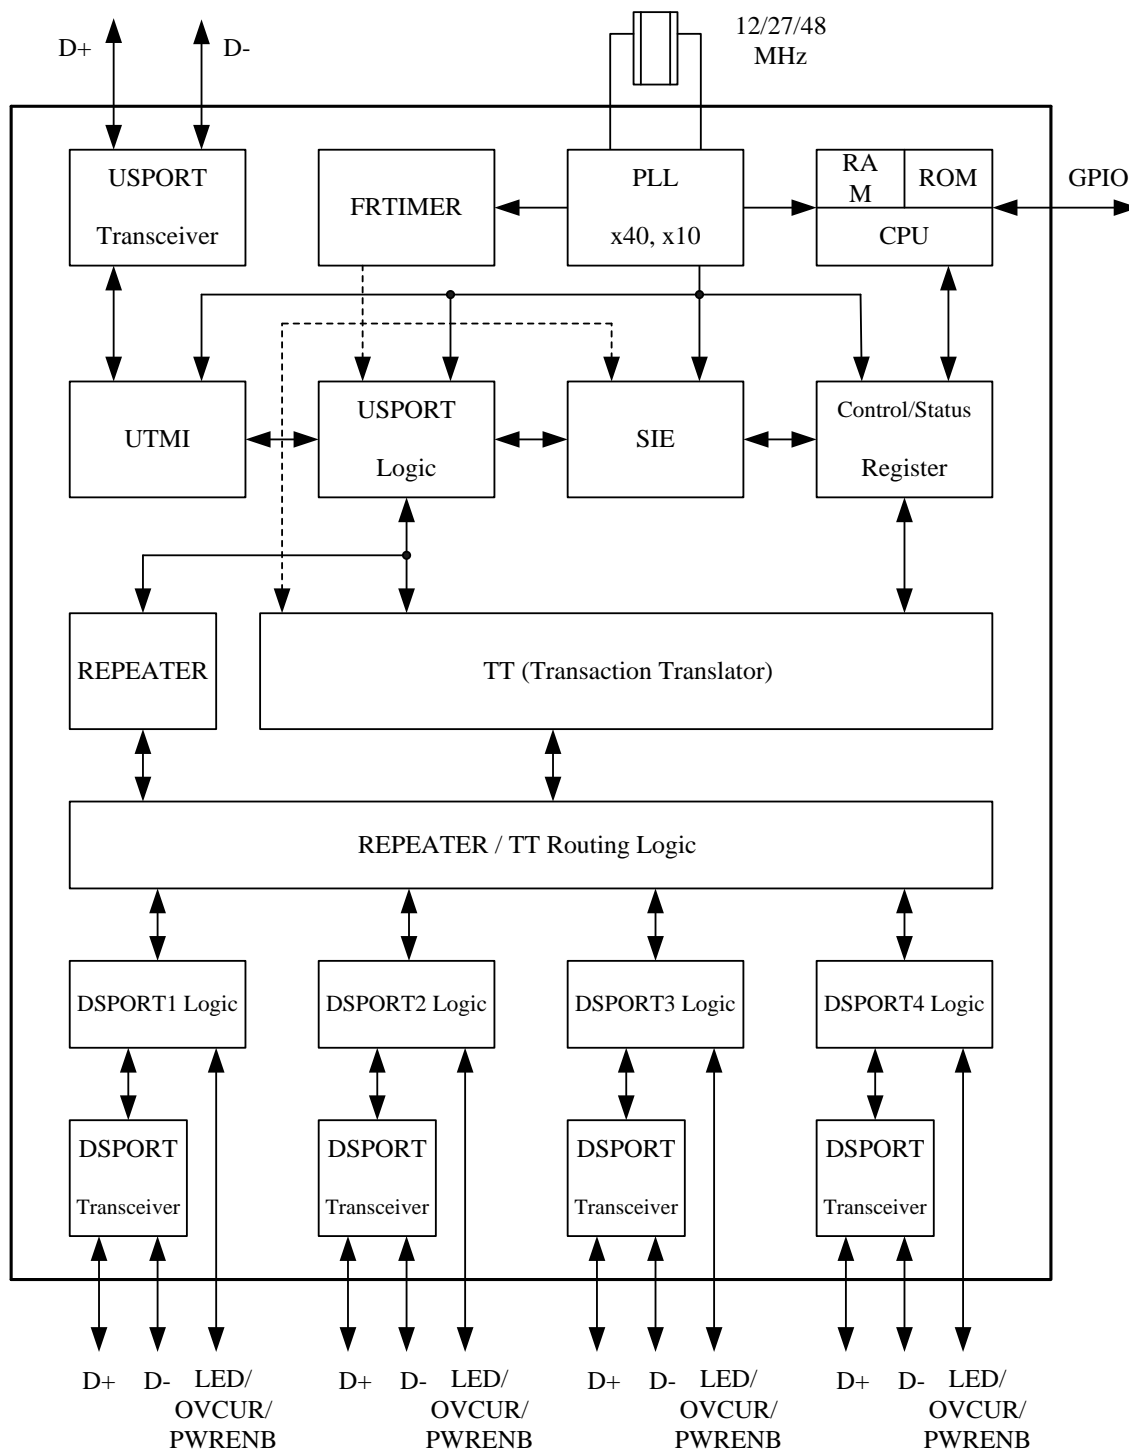 D+
D-
12/27/48
MHz
USPORT
Transceiver
FRTIMER
PLL
x40, x10
RA
M
ROM
CPU
GPIO
UTMI
USPORT
Logic
SIE
Control/Status
Register
REPEATER
TT (Transaction Translator)
REPEATER / TT Routing Logic
DSPORT1 Logic
DSPORT2 Logic
DSPORT3 Logic
DSPORT4 Logic
DSPORT
Transceiver
DSPORT
Transceiver
DSPORT
Transceiver
DSPORT
Transceiver
D+
D-
LED/
OVCUR/
PWRENB
D+
D-
LED/
OVCUR/
PWRENB
D+
D-
LED/
OVCUR/
PWRENB
D+
D-
LED/
OVCUR/
PWRENB